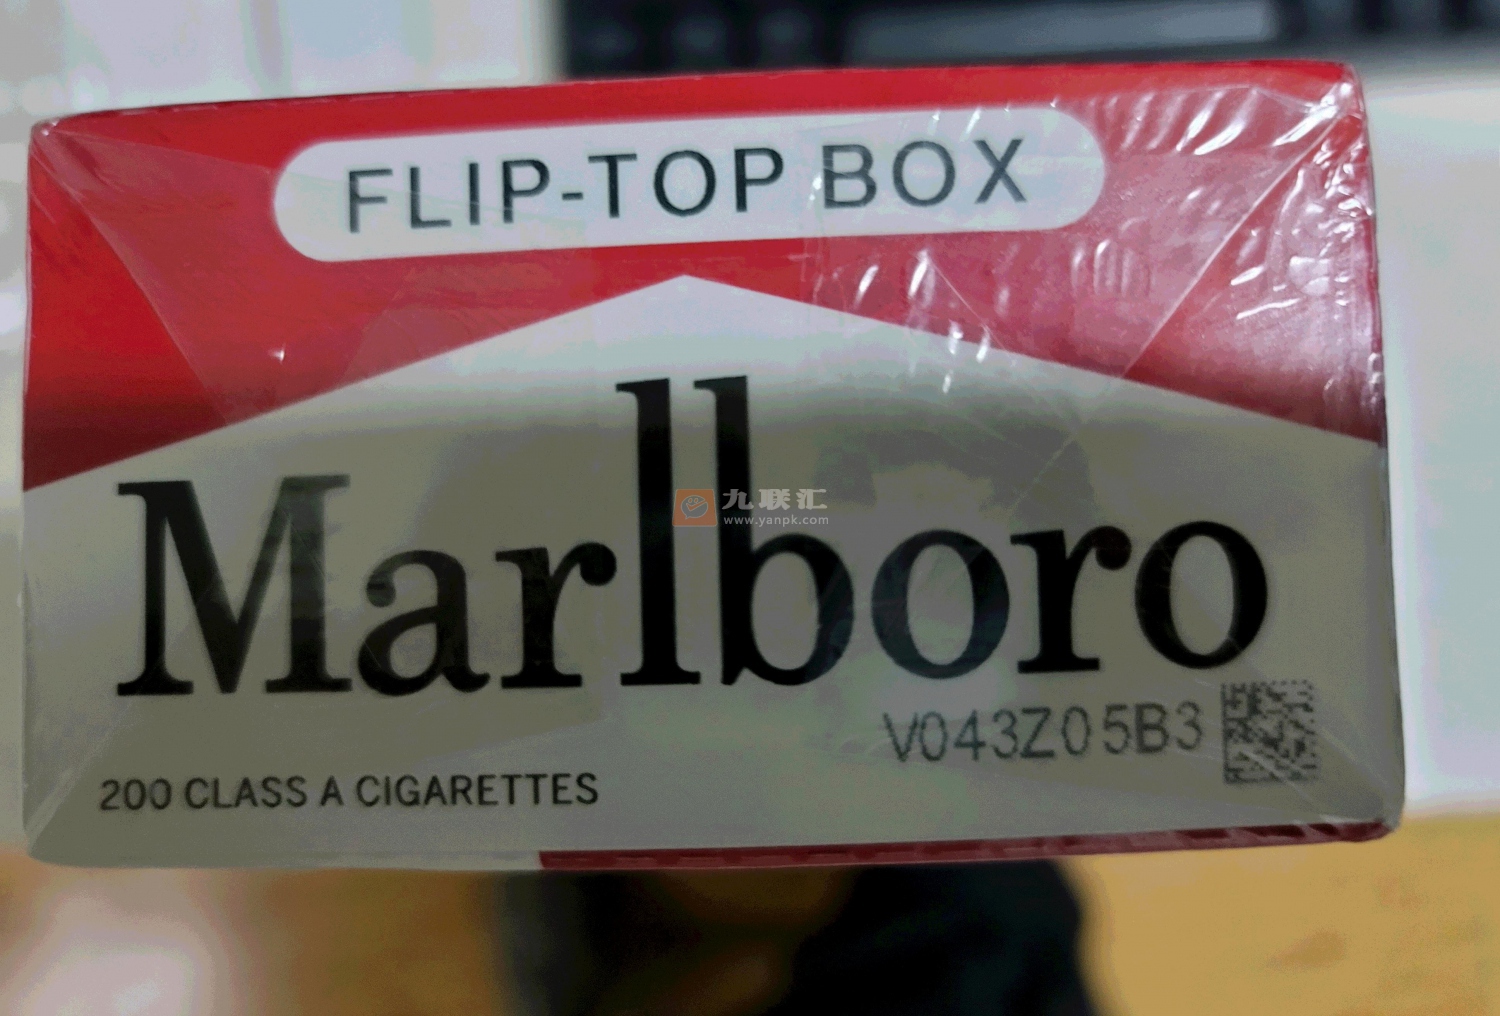 FLIP-TOP BOX
Marlboro
九联汇
www.yanpk.com
V043Z05B3
200 CLASS A CIGARETTES